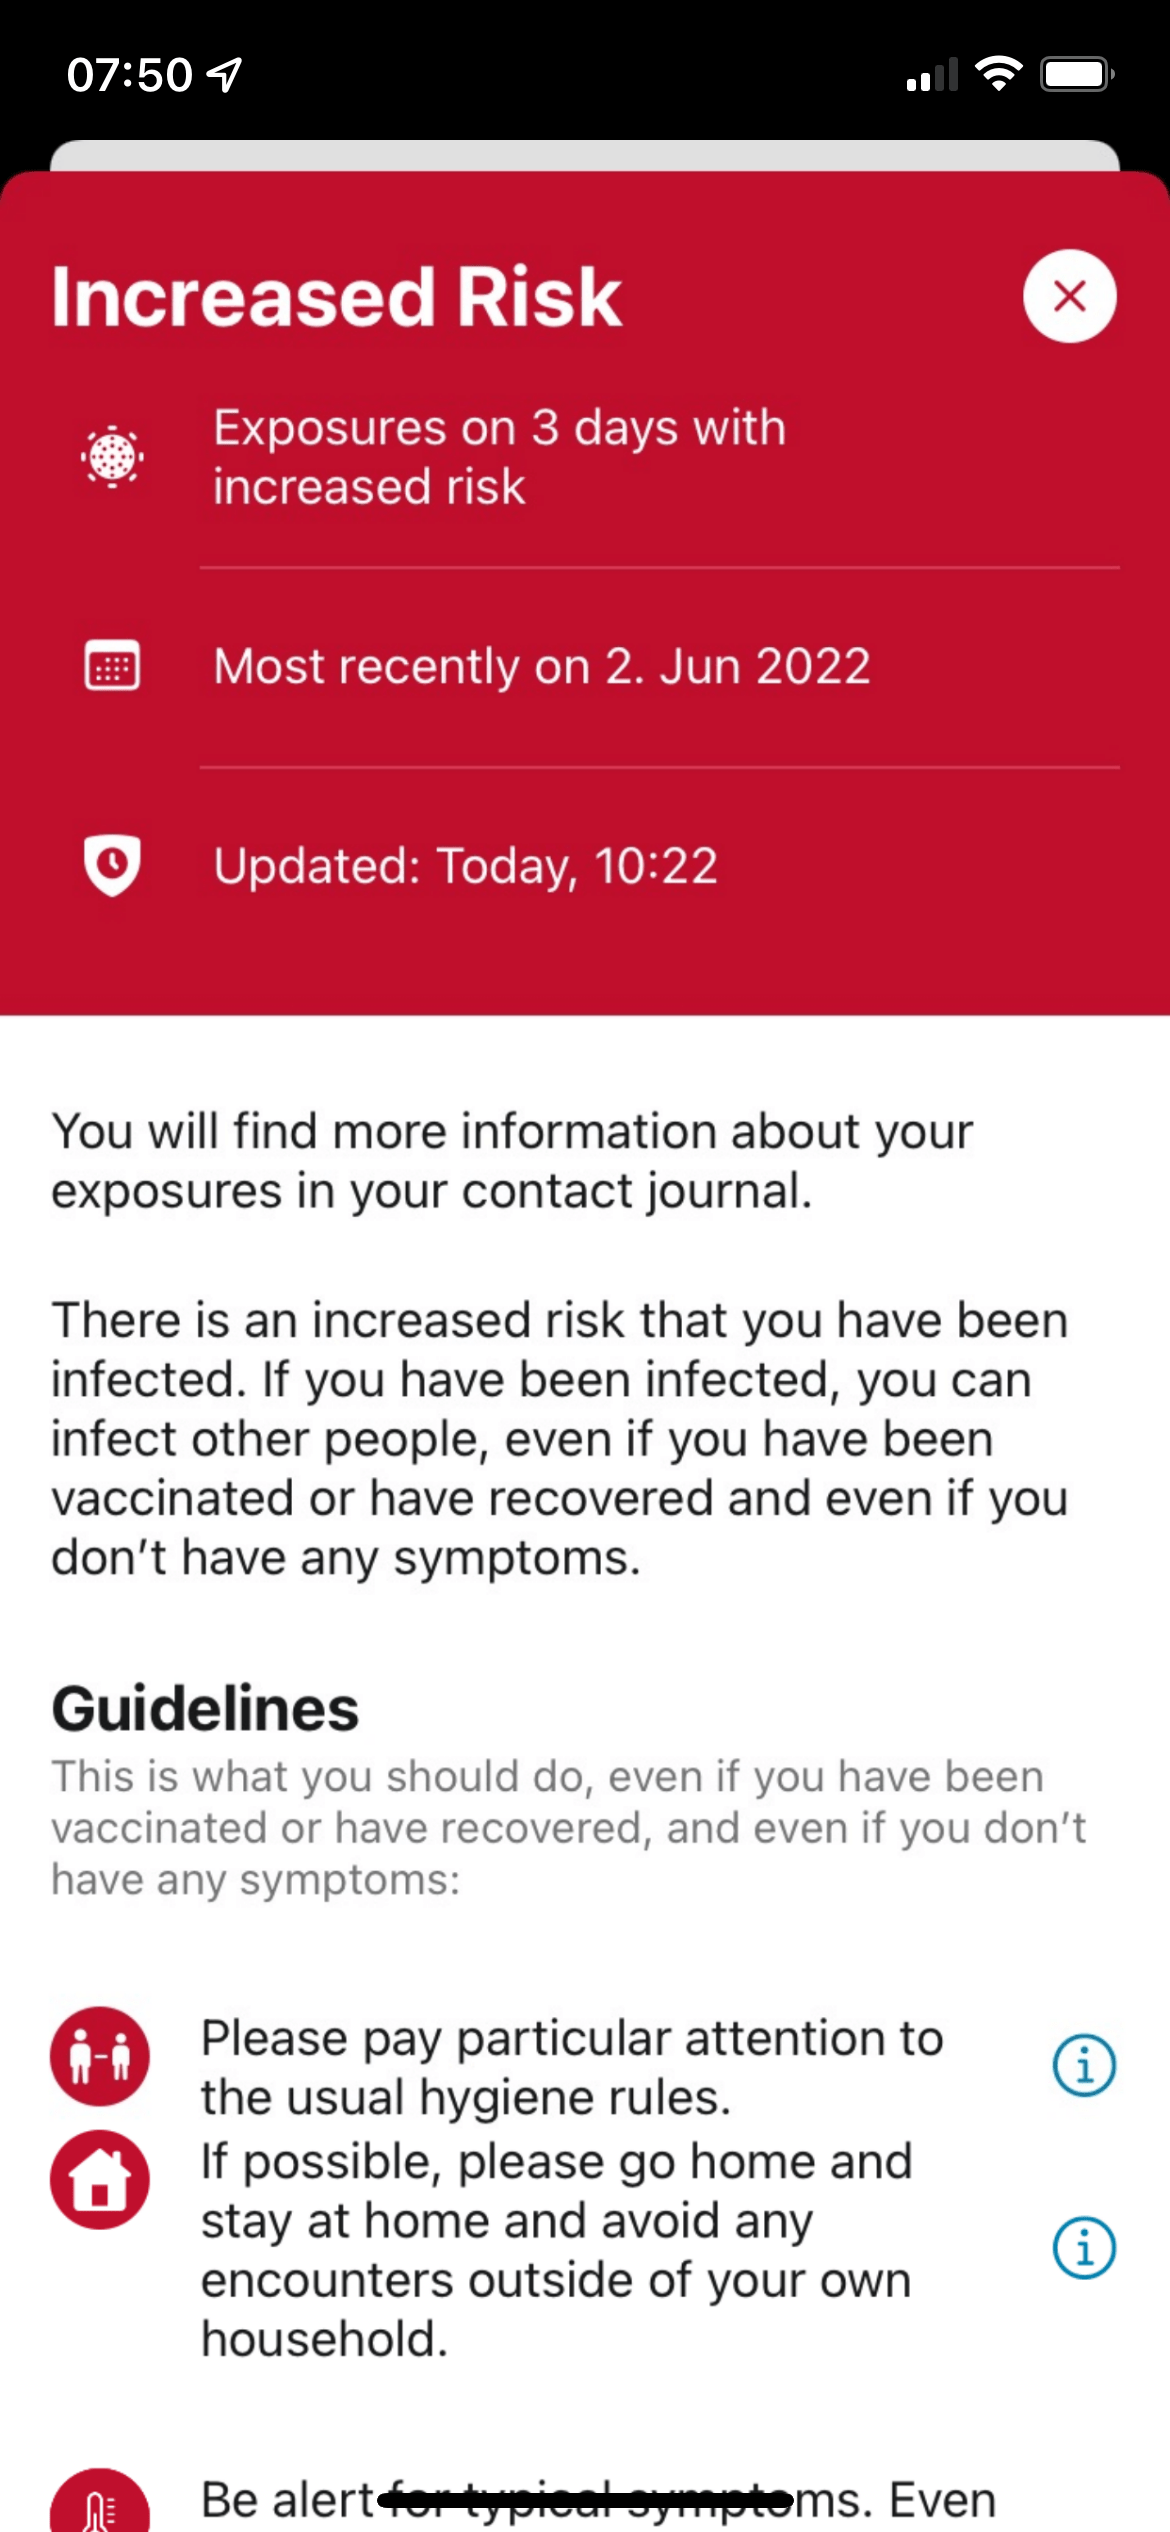 07:50
Increased Risk
Exposures on 3 days with
increased risk
Most recently on 2. Jun 2022
Updated: Today, 10:22
You will find more information about your
exposures in your contact journal.
There is an increased risk that you have been
infected. If you have been infected, you can
infect other people, even if you have been
vaccinated or have recovered and even if you
don’t have any symptoms.
Guidelines
This is what you should do, even if you have been
vaccinated or have recovered, and even if you don’t
have any symptoms:
Please pay particular attention to
the usual hygiene rules.
If possible, please go home and
stay at home and avoid any
encounters outside of your own
household.
Be alert for typical symptoms. Even